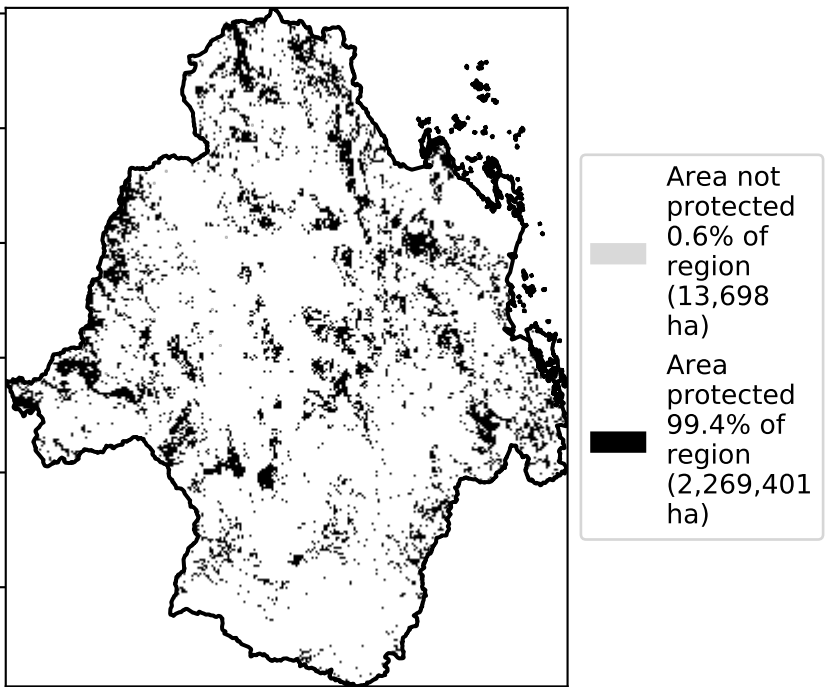 Area not
protected
0.6% of
region
(13,698
ha)
Area
protected
99.4% of
region
(2,269,401
ha)